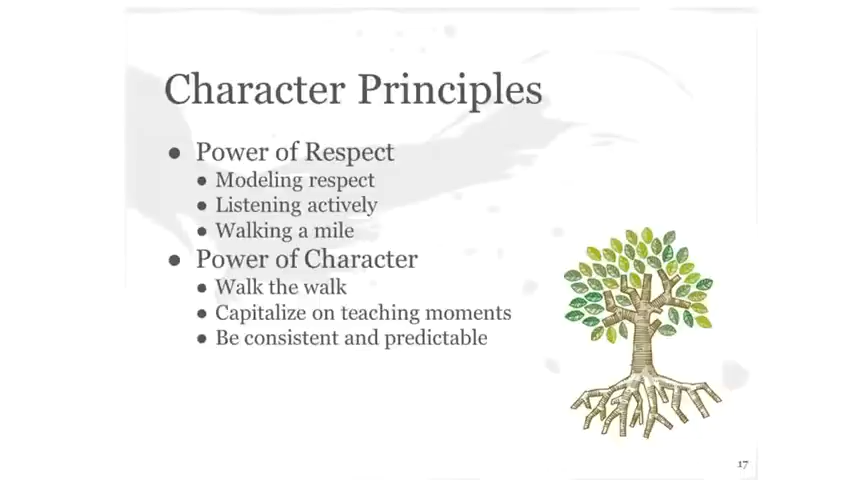 Character Principles
● Power of Respect
● Modeling respect
● Listening actively
● Walking a mile
● Power of Character
● Walk the walk
● Capitalize on teaching moments
● Be consistent and predictable
17